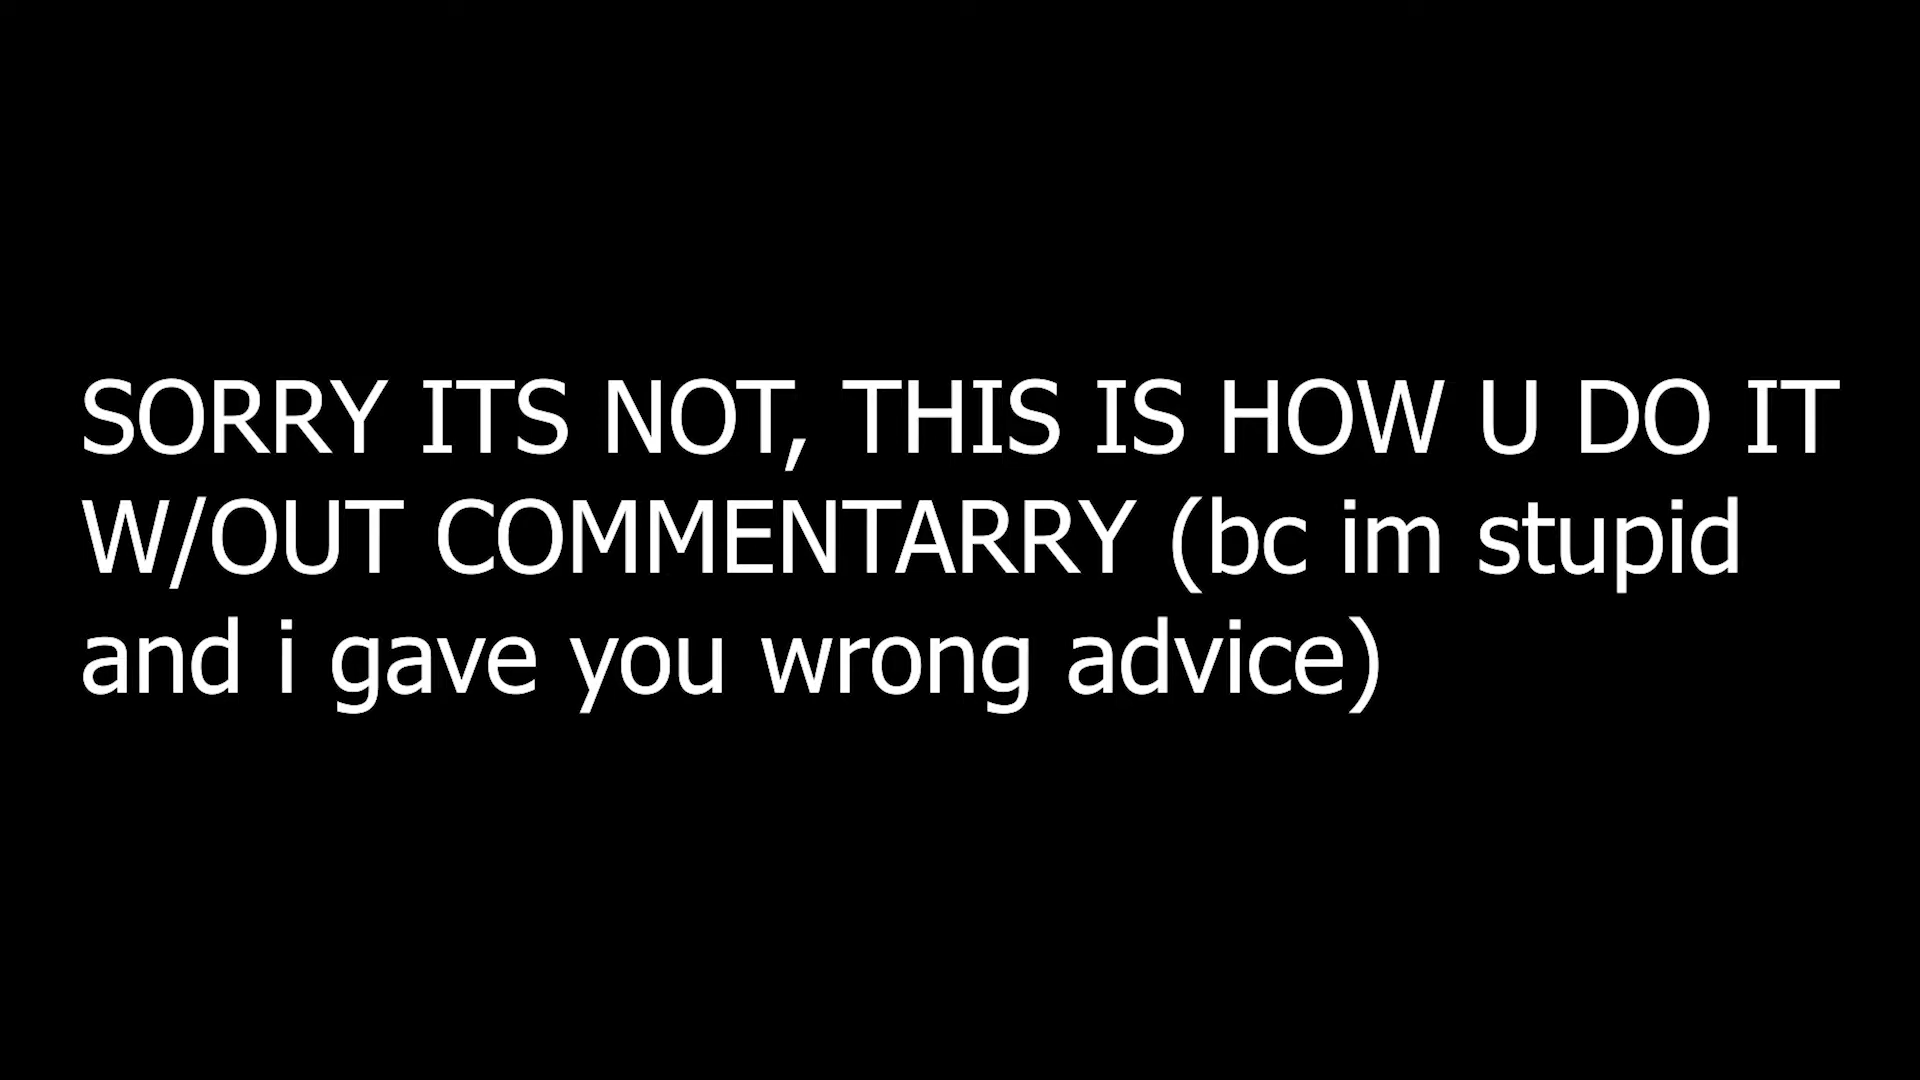 SORRY ITS NOT, THIS IS HOW U DO IT
W/OUT COMMENTARRY (bc im stupid
and i gave you wrong advice)